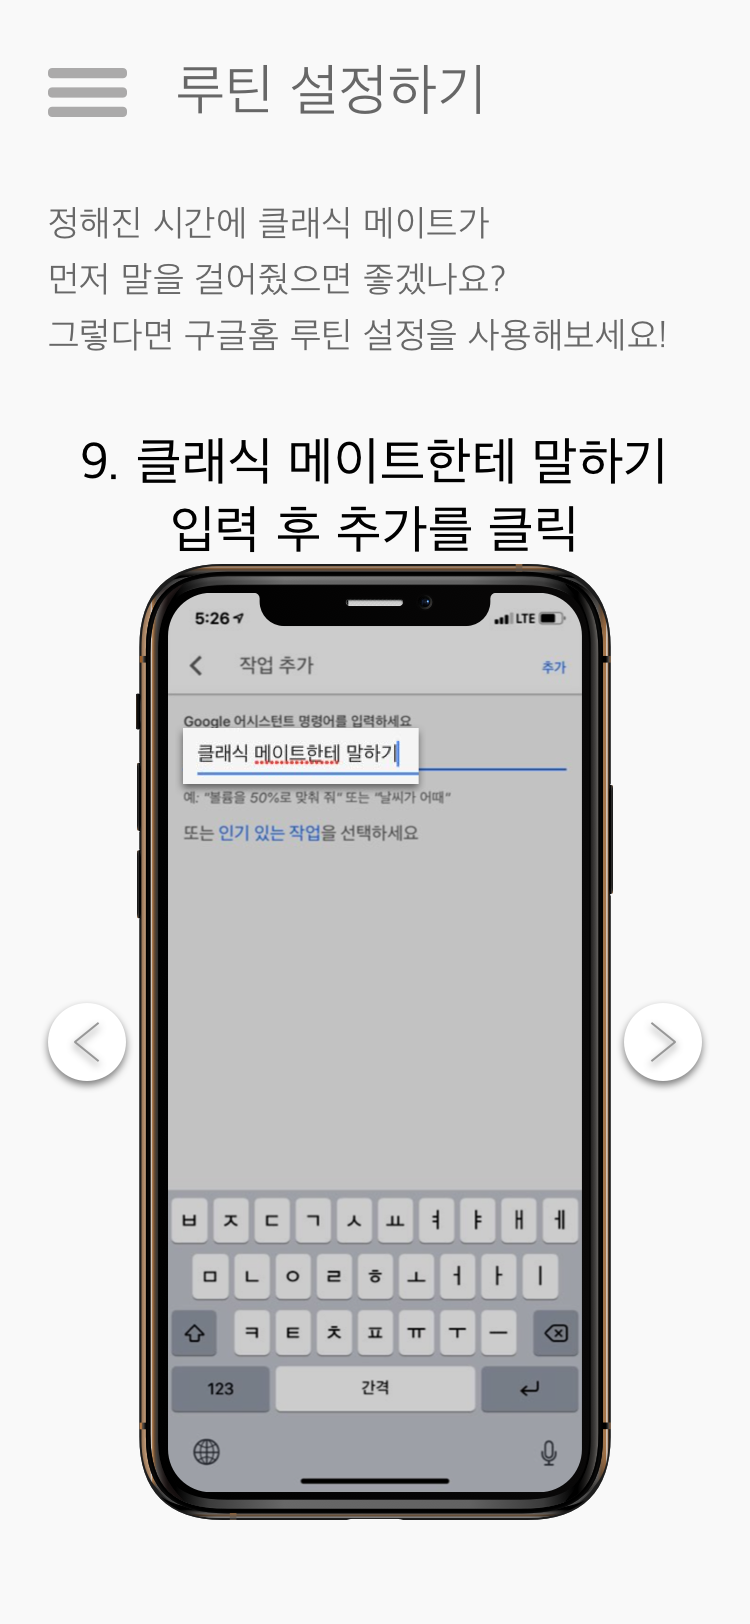 루틴 설정하기
정해진 시간에 클래식 메이트가
먼저 말을 걸어줬으면 좋겠나요?
그렇다면 구글홈 루틴 설정을 사용해보세요!
9. 클래식 메이트한테 말하기
입력 후 추가를 클릭
5:26 LTE
작업 추가 추가
Google 어시스턴트 명령어를 입력하세요
클래식 메이트한테 말하기
예: "볼륨을 50%로 맞춰 줘" 또는 "날씨가 어때"
또는 인기 있는 작업을 선택하세요
ㅂ ㅈ ㄷ ㄱ ㅅ ㅛ ㅕ ㅑ ㅐ ㅔ
ㅁ ㄴ ㅇ ㄹ ㅎ ㅗ ㅓ ㅏ ㅣ
ㅋ ㅌ ㅊ ㅍ ㅠ ㅜ ㅡ
123 간격